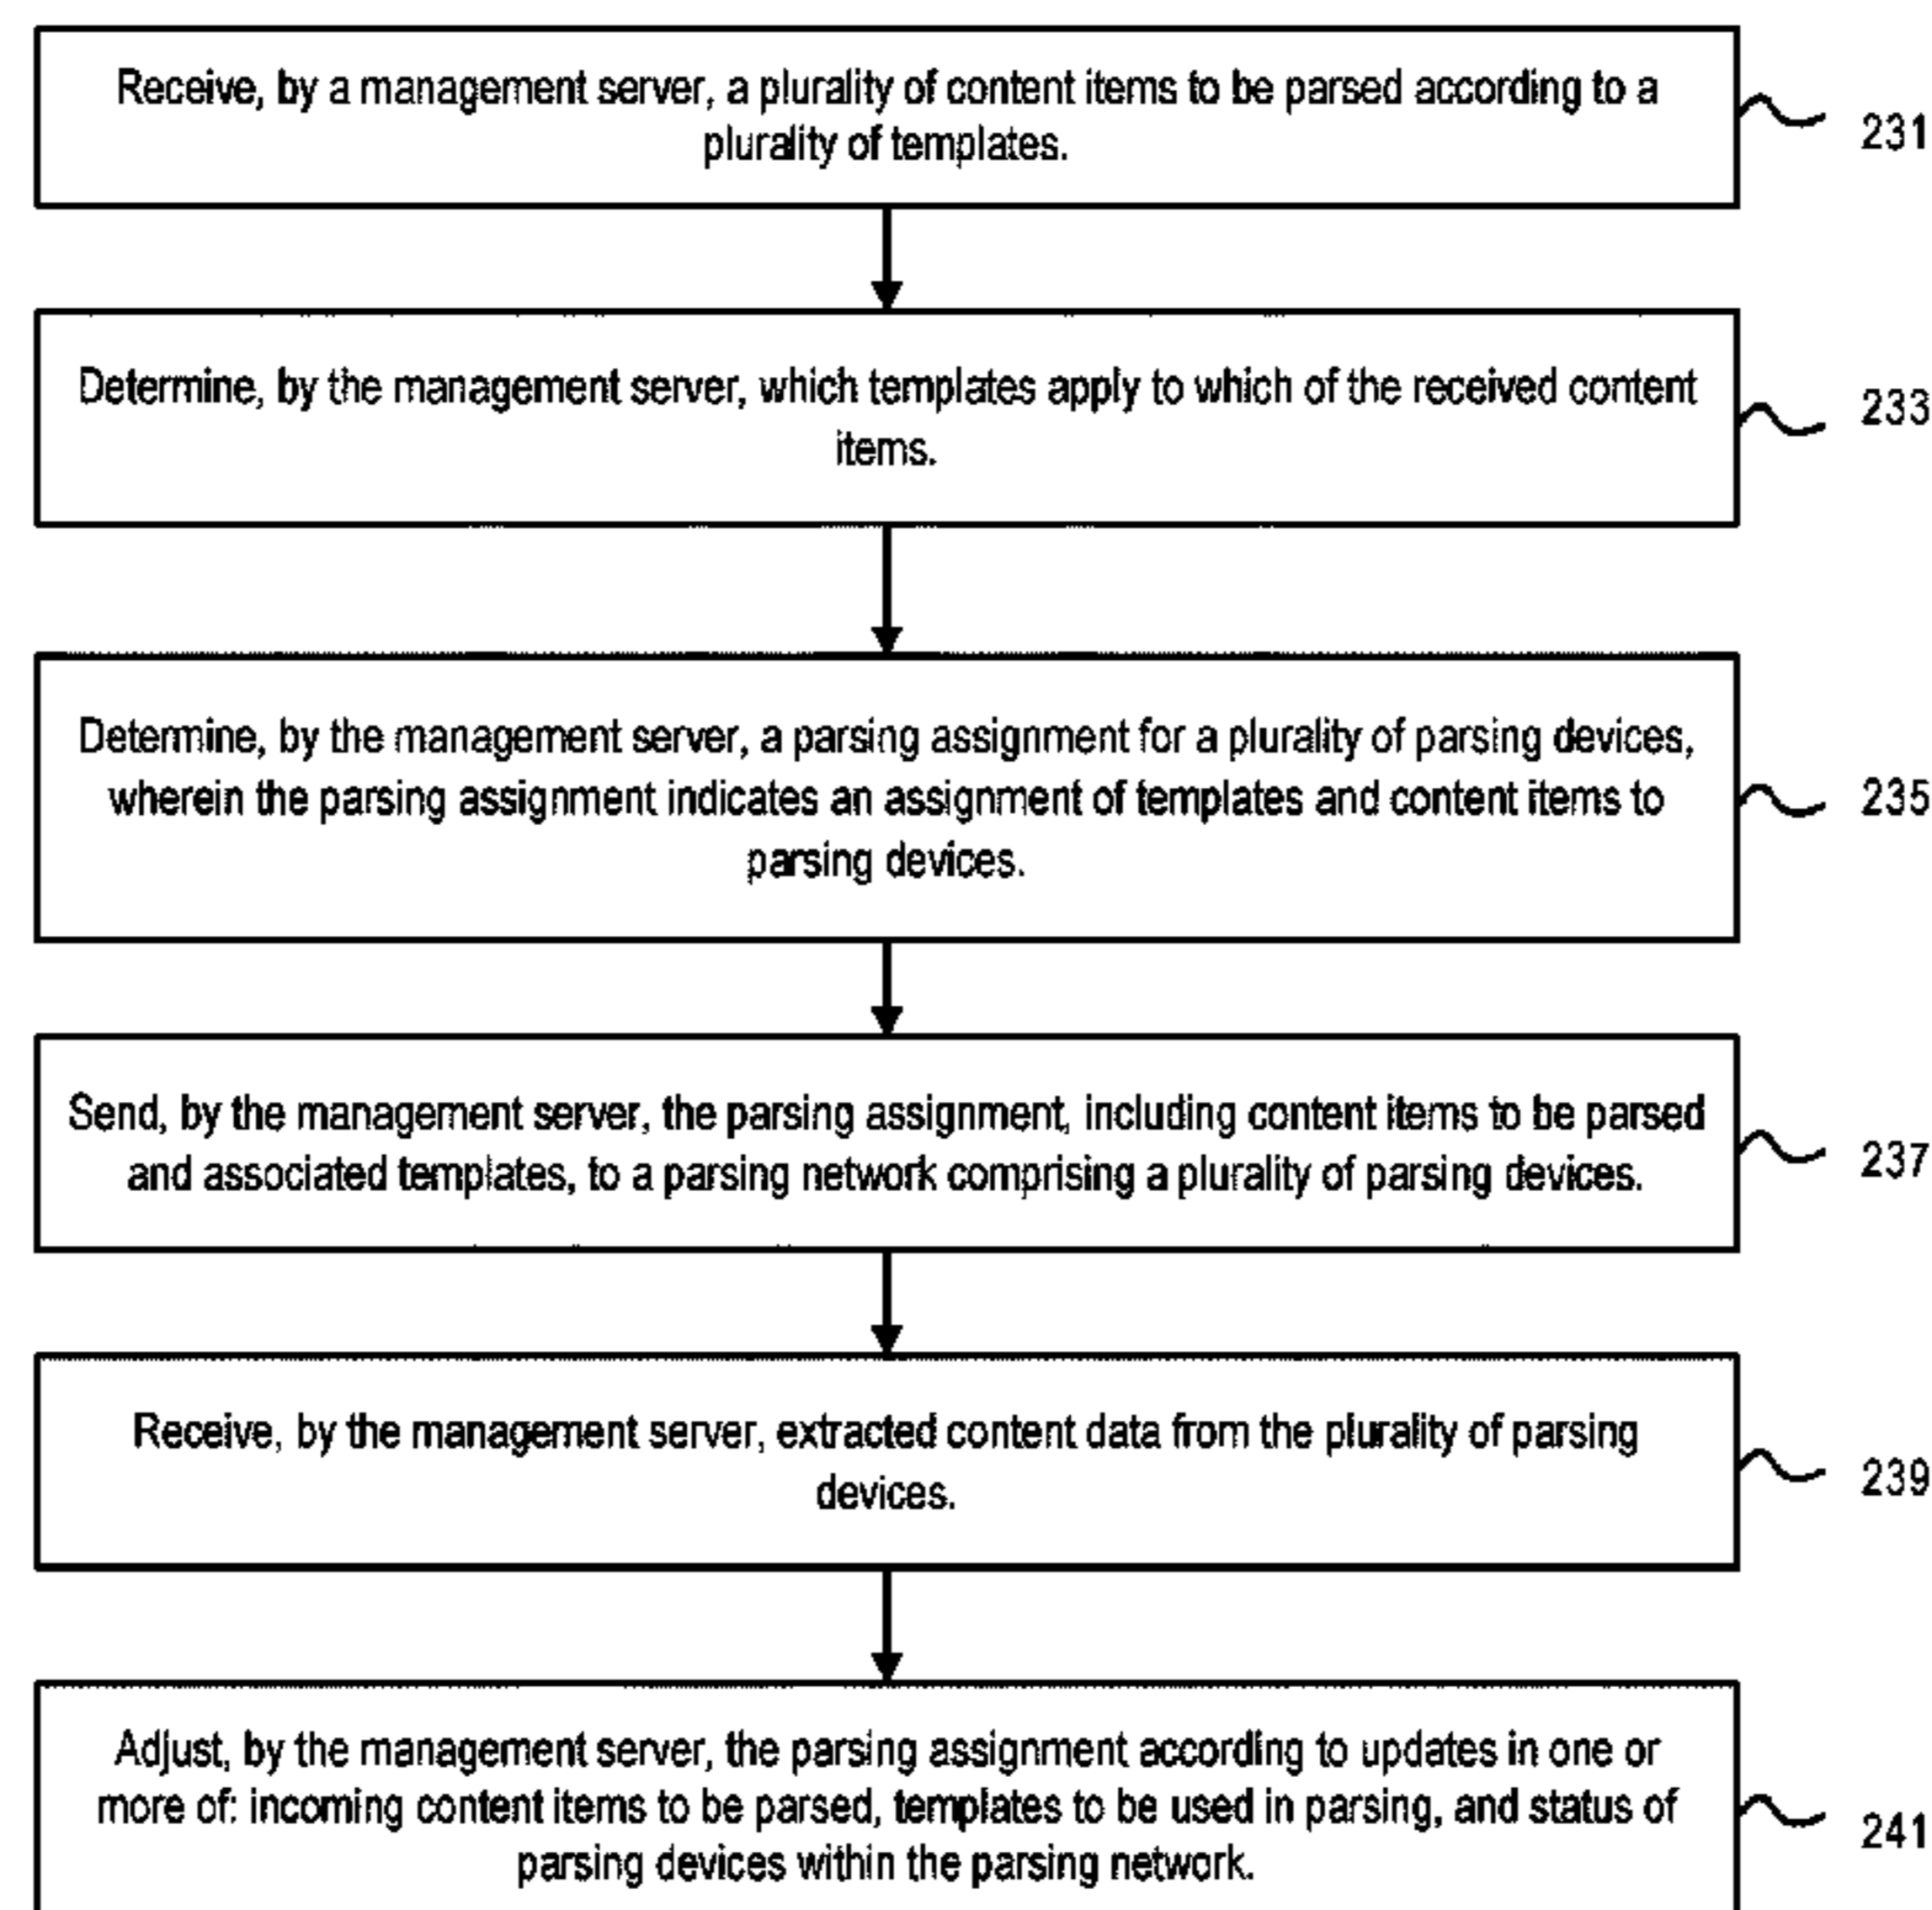 Receive, by a management server, a plurality of content items to be parsed according to a
plurality of templates.
231
Determine, by the management server, which templates apply to which of the received content
items.
233
Determine, by the management server, a parsing assignment for a plurality of parsing devices,
wherein the parsing assignment indicates an assignment of templates and content items to
parsing devices.
235
Send, by the management server, the parsing assignment, including content items to be parsed
and associated templates, to a parsing network comprising a plurality of parsing devices.
237
Receive, by the management server, extracted content data from the plurality of parsing
devices.
239
Adjust, by the management server, the parsing assignment according to updates in one or
more of: incoming content items to be parsed, templates to be used in parsing, and status of
parsing devices within the parsing network.
241